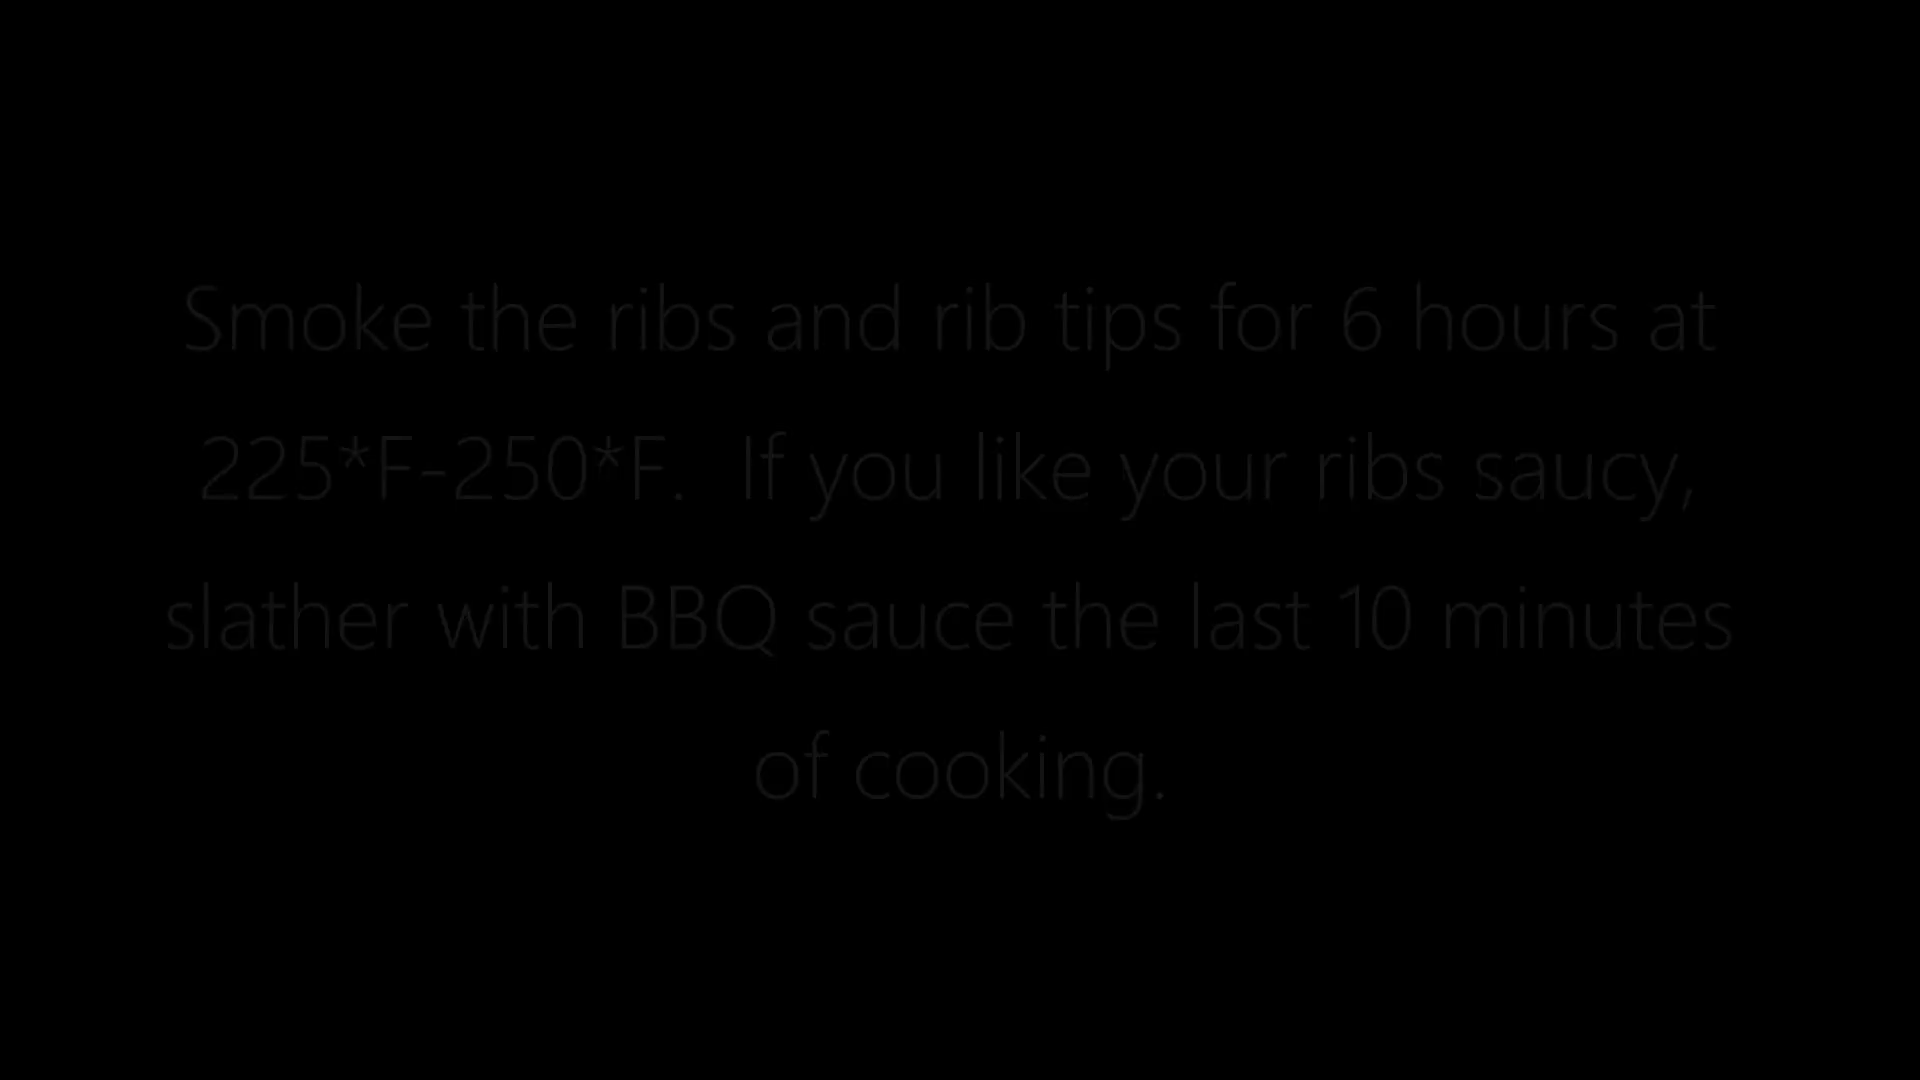 Smoke the ribs and rib tips for 6 hours at
225*F-250*F.  If you like your ribs saucy,
slather with BBQ sauce the last 10 minutes
of cooking.